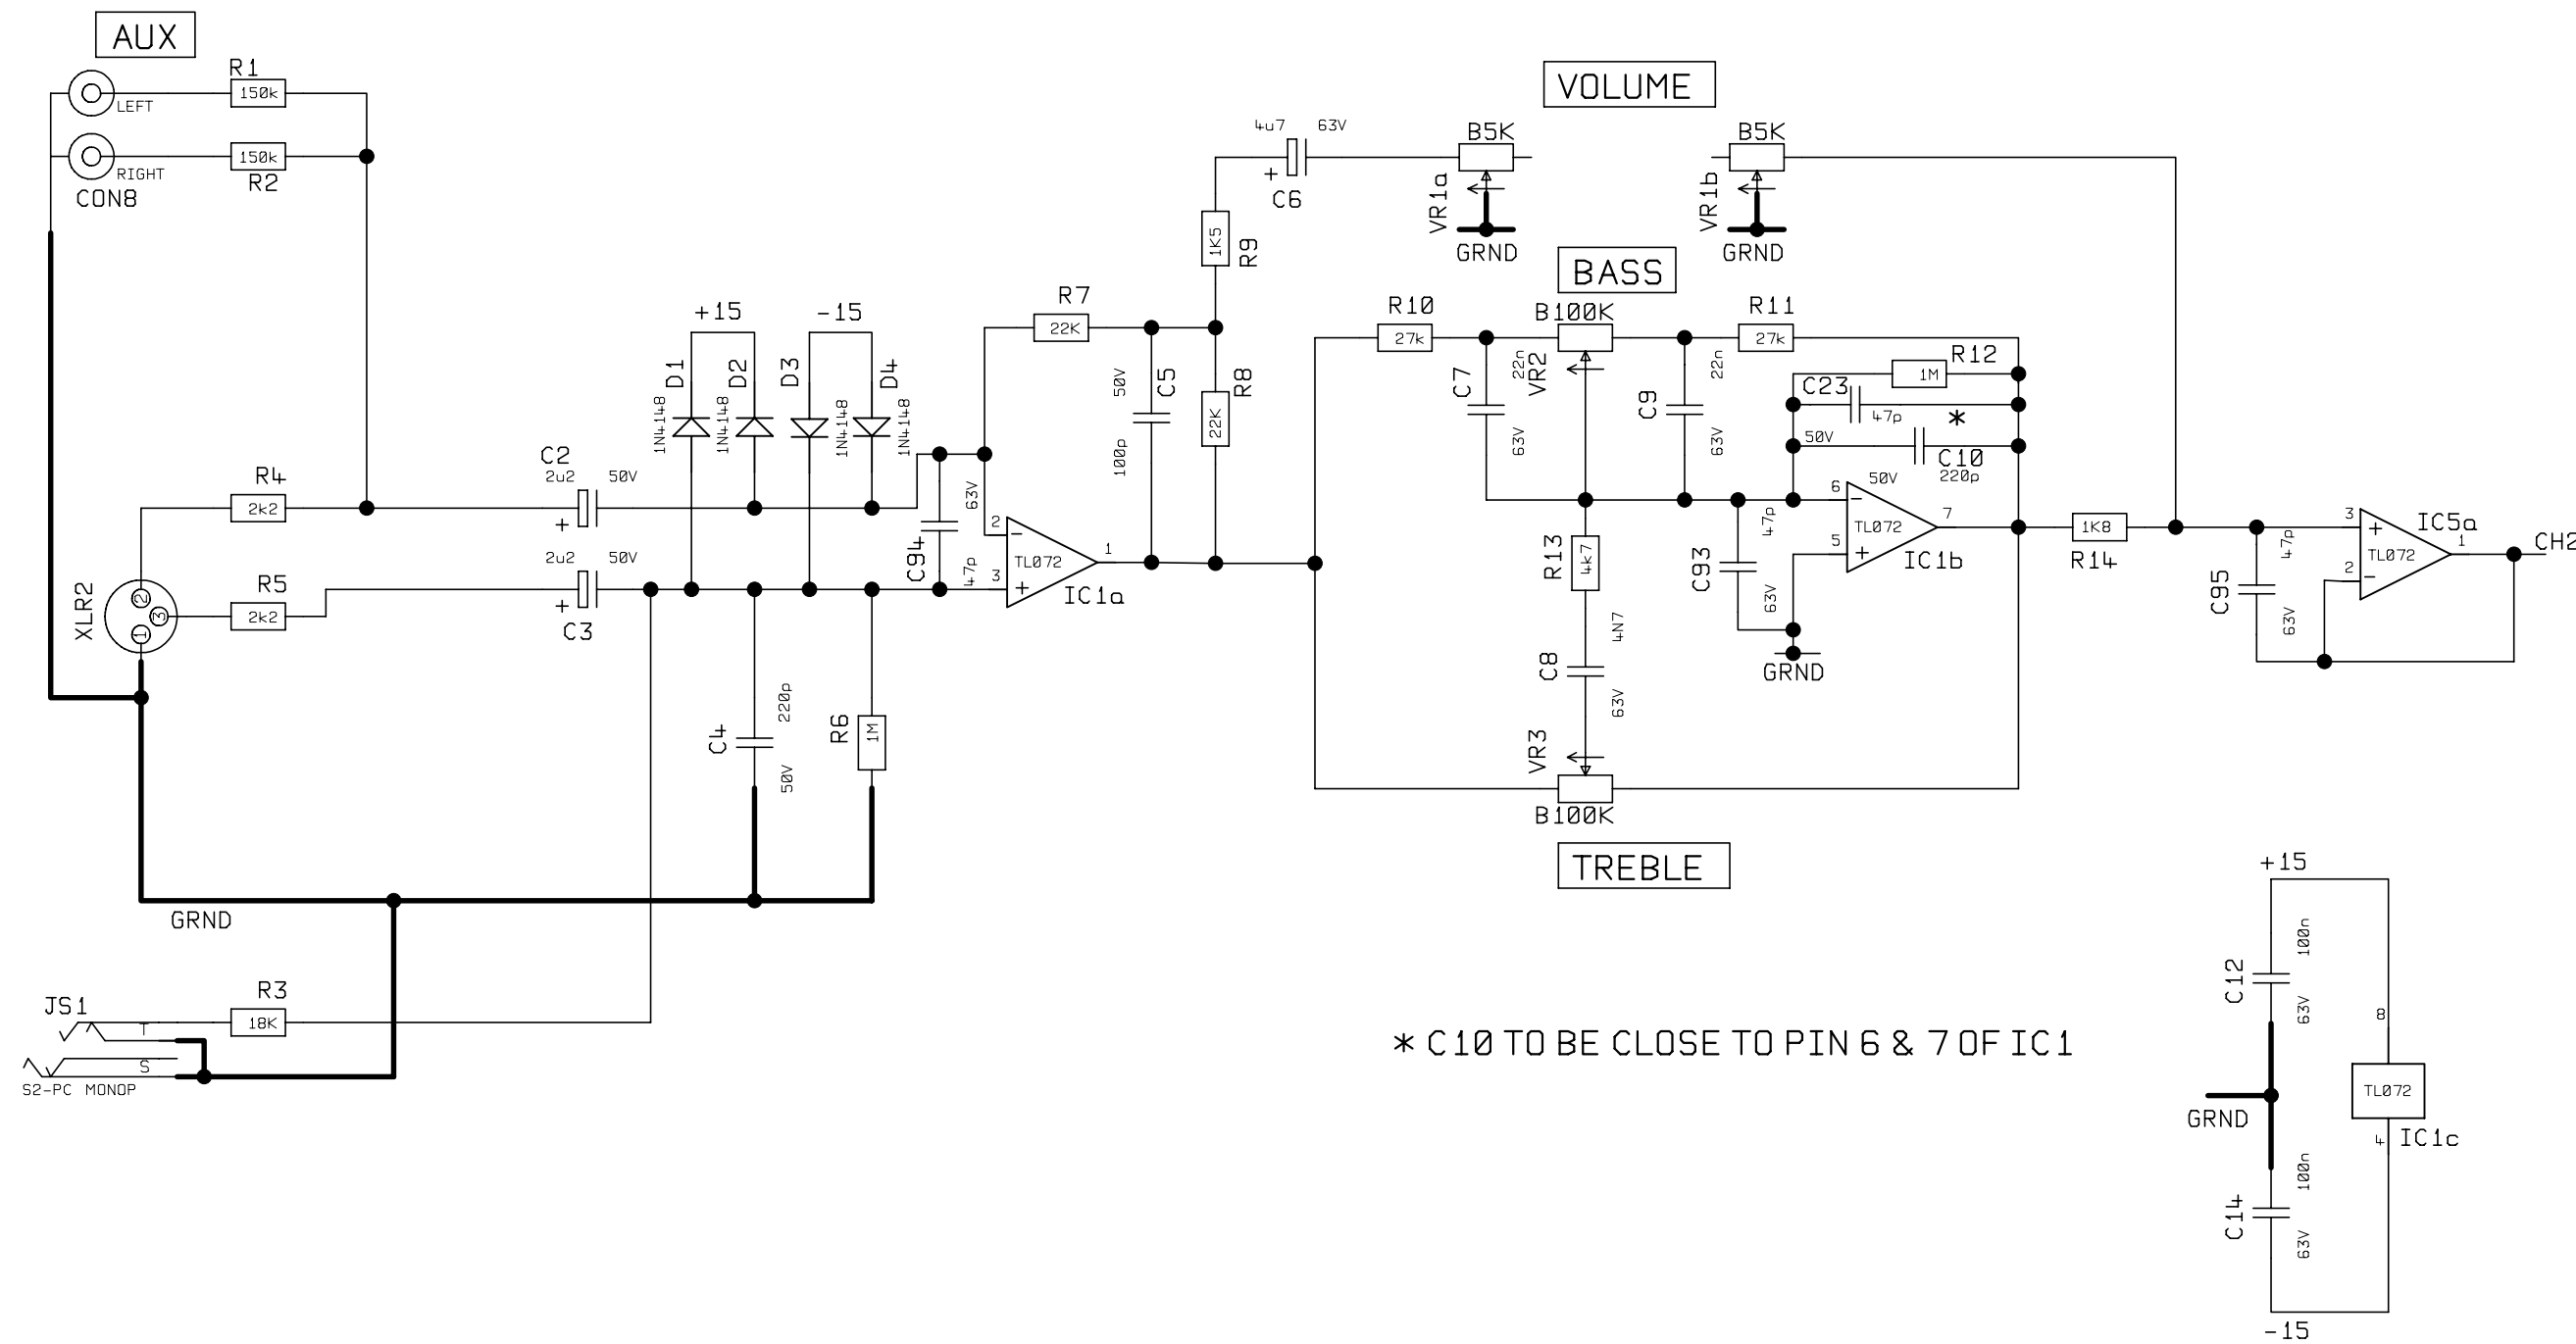 AUX
R1
150k
LEFT
150k
RIGHT
R2
CON8
VOLUME
4u7
63V
C6
+
B5K
VR1a
GRND
B5K
VR1b
GRND
1K5
R9
BASS
+15
-15
R7
22K
R10
27k
B100K
VR2
R11
27k
D1
1N4148
D2
1N4148
D3
1N4148
D4
1N4148
50V
C5
100p
R8
22K
C7
22n
63V
C9
22n
63V
R12
1M
C23
47p
*
50V
C10
220p
50V
R4
2k2
C2
2u2
50V
+
2u2
50V
+
C3
R5
2k2
XLR2
2
3
1
63V
C94
47p
2
-
TL072
3
+
1
IC1a
R13
4k7
47p
C93
63V
6
-
TL072
5
+
7
IC1b
GRND
1K8
R14
47p
C95
63V
3
+
TL072
2
-
IC5a
1
CH2
4N7
C8
63V
VR3
B100K
TREBLE
C4
220p
50V
R6
1M
GRND
JS1
T
S
S2-PC MONOP
R3
18K
* C10 TO BE CLOSE TO PIN 6 & 7 OF IC1
+15
C12
100n
63V
8
TL072
4
IC1c
GRND
C14
100n
63V
-15